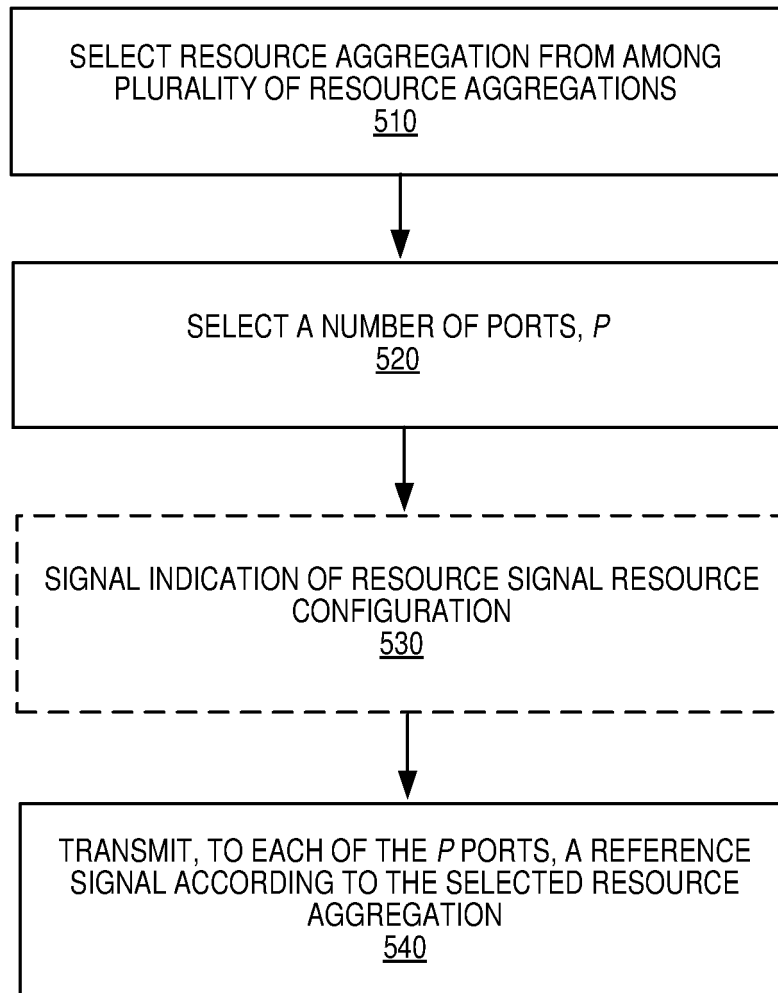 SELECT RESOURCE AGGREGATION FROM AMONG
PLURALITY OF RESOURCE AGGREGATIONS
510
SELECT A NUMBER OF PORTS, P
520
SIGNAL INDICATION OF RESOURCE SIGNAL RESOURCE
CONFIGURATION
530
TRANSMIT, TO EACH OF THE P PORTS, A REFERENCE
SIGNAL ACCORDING TO THE SELECTED RESOURCE
AGGREGATION
540